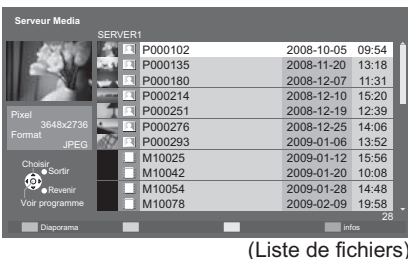 Serveur Media
SERVER1
P000102 2008-10-05 09:54
P000135 2008-11-20 13:18
P000180 2008-12-07 11:31
P000214 2008-12-10 15:20
P000251 2008-12-19 12:39
P000276 2008-12-25 14:06
P000293 2009-01-06 13:52
M10025 2009-01-12 15:56
M10042 2009-01-20 10:08
M10054 2009-01-28 14:48
M10078 2009-02-09 19:58
28
Pixel
3648x2736
Format
JPEG
Choisir
Sortir
Revenir
Voir programme
Diaporama
infos
(Liste de fichiers)